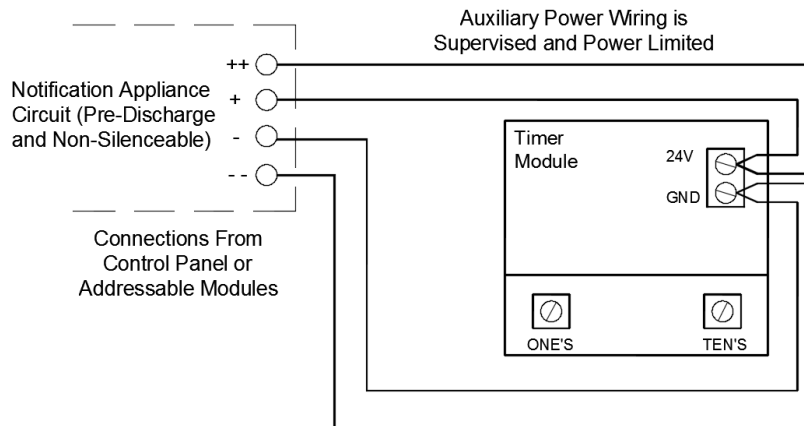 Auxiliary Power Wiring is
Supervised and Power Limited
++
Notification Appliance
Circuit (Pre-Discharge
and Non-Silenceable)
+
-
- -
Connections From
Control Panel or
Addressable Modules
Timer
Module
24V
GND
ONE'S
TEN'S